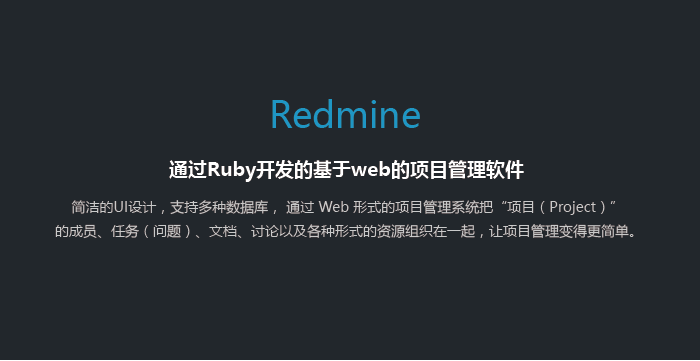 Redmine
通过Ruby开发的基于web的项目管理软件
简洁的UI设计，支持多种数据库， 通过 Web 形式的项目管理系统把“项目（Project）”
的成员、任务（问题）、文档、讨论以及各种形式的资源组织在一起，让项目管理变得更简单。